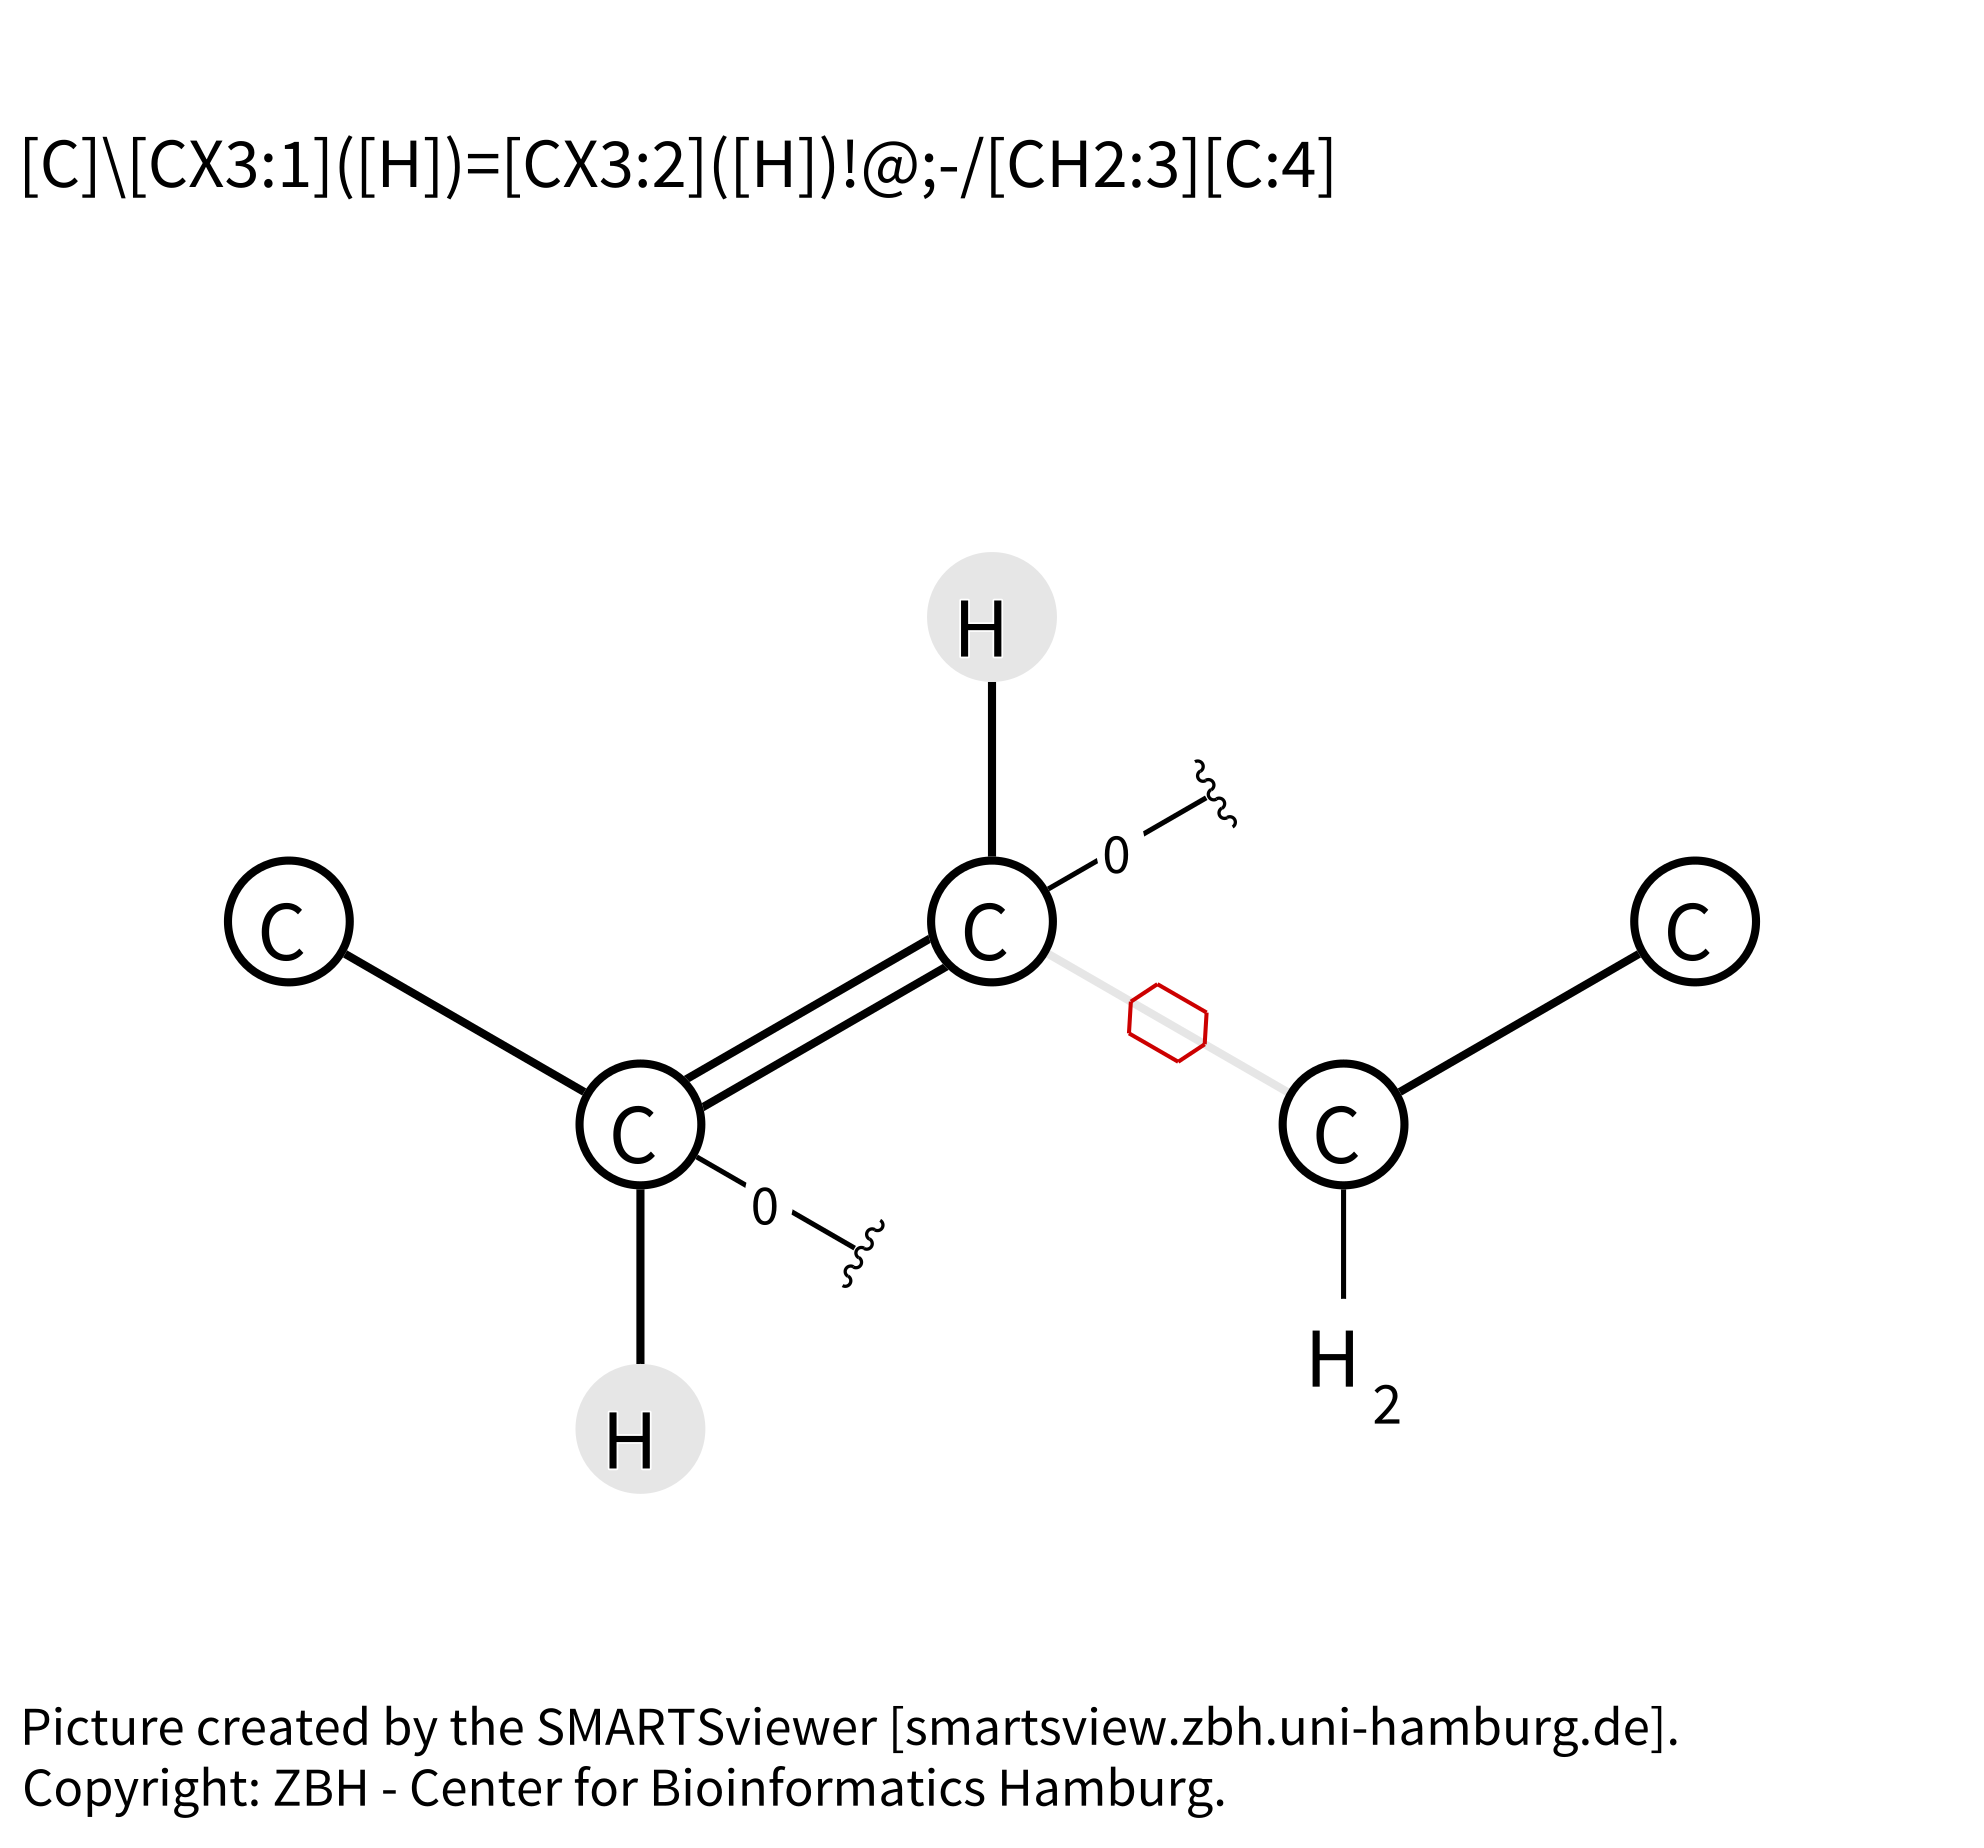 [C]\[CX3:1]([H])=[CX3:2]([H])!@;-/[CH2:3][C:4]
H
0
C
C
C
0
C
C
H
2
H
Picture created by the SMARTSviewer [smartsview.zbh.uni-hamburg.de].
Copyright: ZBH - Center for Bioinformatics Hamburg.